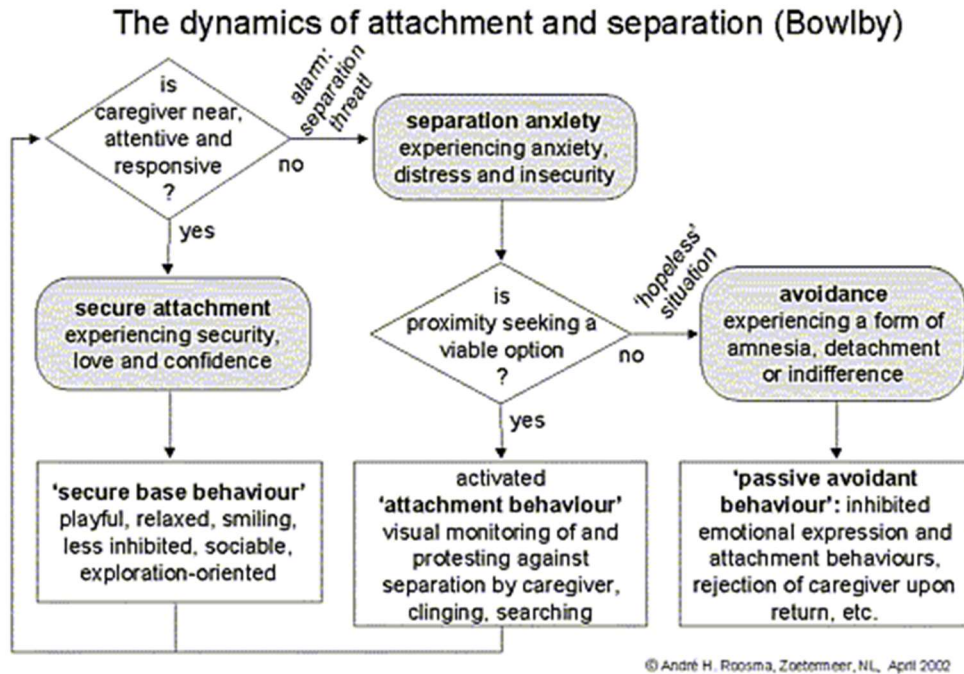 The dynamics of attachment and separation (Bowlby)
is
caregiver near,
attentive and
responsive
?
alarm:
separation
threat!
no
separation anxiety
experiencing anxiety,
distress and insecurity
yes
secure attachment
experiencing security,
love and confidence
is
proximity seeking a
viable option
?
'hopeless'
situation
no
avoidance
experiencing a form of
amnesia, detachment
or indifference
yes
'secure base behaviour'
playful, relaxed, smiling,
less inhibited, sociable,
exploration-oriented
activated
'attachment behaviour'
visual monitoring of and
protesting against
separation by caregiver,
clinging, searching
'passive avoidant
behaviour': inhibited
emotional expression and
attachment behaviours,
rejection of caregiver upon
return, etc.
© André H. Roosma, Zoetermeer, NL, April 2002